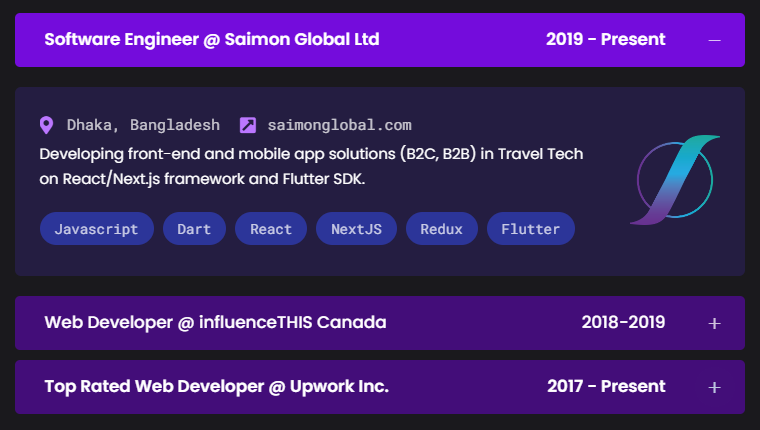 Software Engineer @ Saimon Global Ltd 2019 - Present −
Dhaka, Bangladesh saimonglobal.com
Developing front-end and mobile app solutions (B2C, B2B) in Travel Tech
on React/Next.js framework and Flutter SDK.
Javascript Dart React NextJS Redux Flutter
Web Developer @ influenceTHIS Canada 2018-2019 +
Top Rated Web Developer @ Upwork Inc. 2017 - Present +